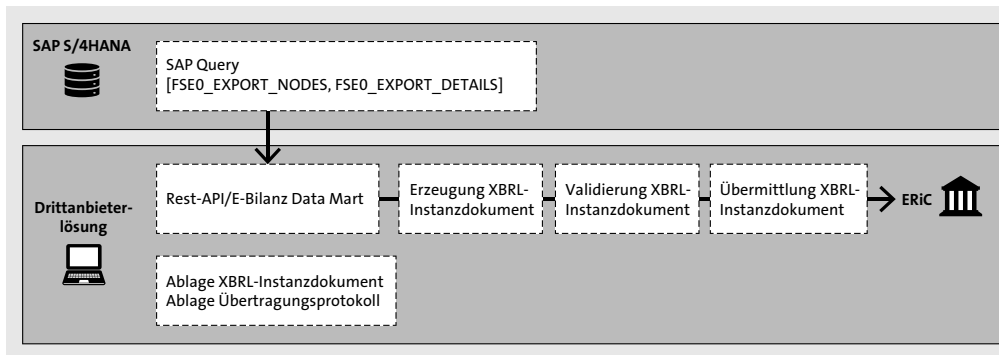 SAP S/4HANA
SAP Query
[FSE0_EXPORT_NODES, FSE0_EXPORT_DETAILS]
Drittanbieter-
lösung
Rest-API/E-Bilanz Data Mart
Erzeugung XBRL-
Instanzdokument
Validierung XBRL-
Instanzdokument
Übermittlung XBRL-
Instanzdokument
ERiC
Ablage XBRL-Instanzdokument
Ablage Übertragungsprotokoll